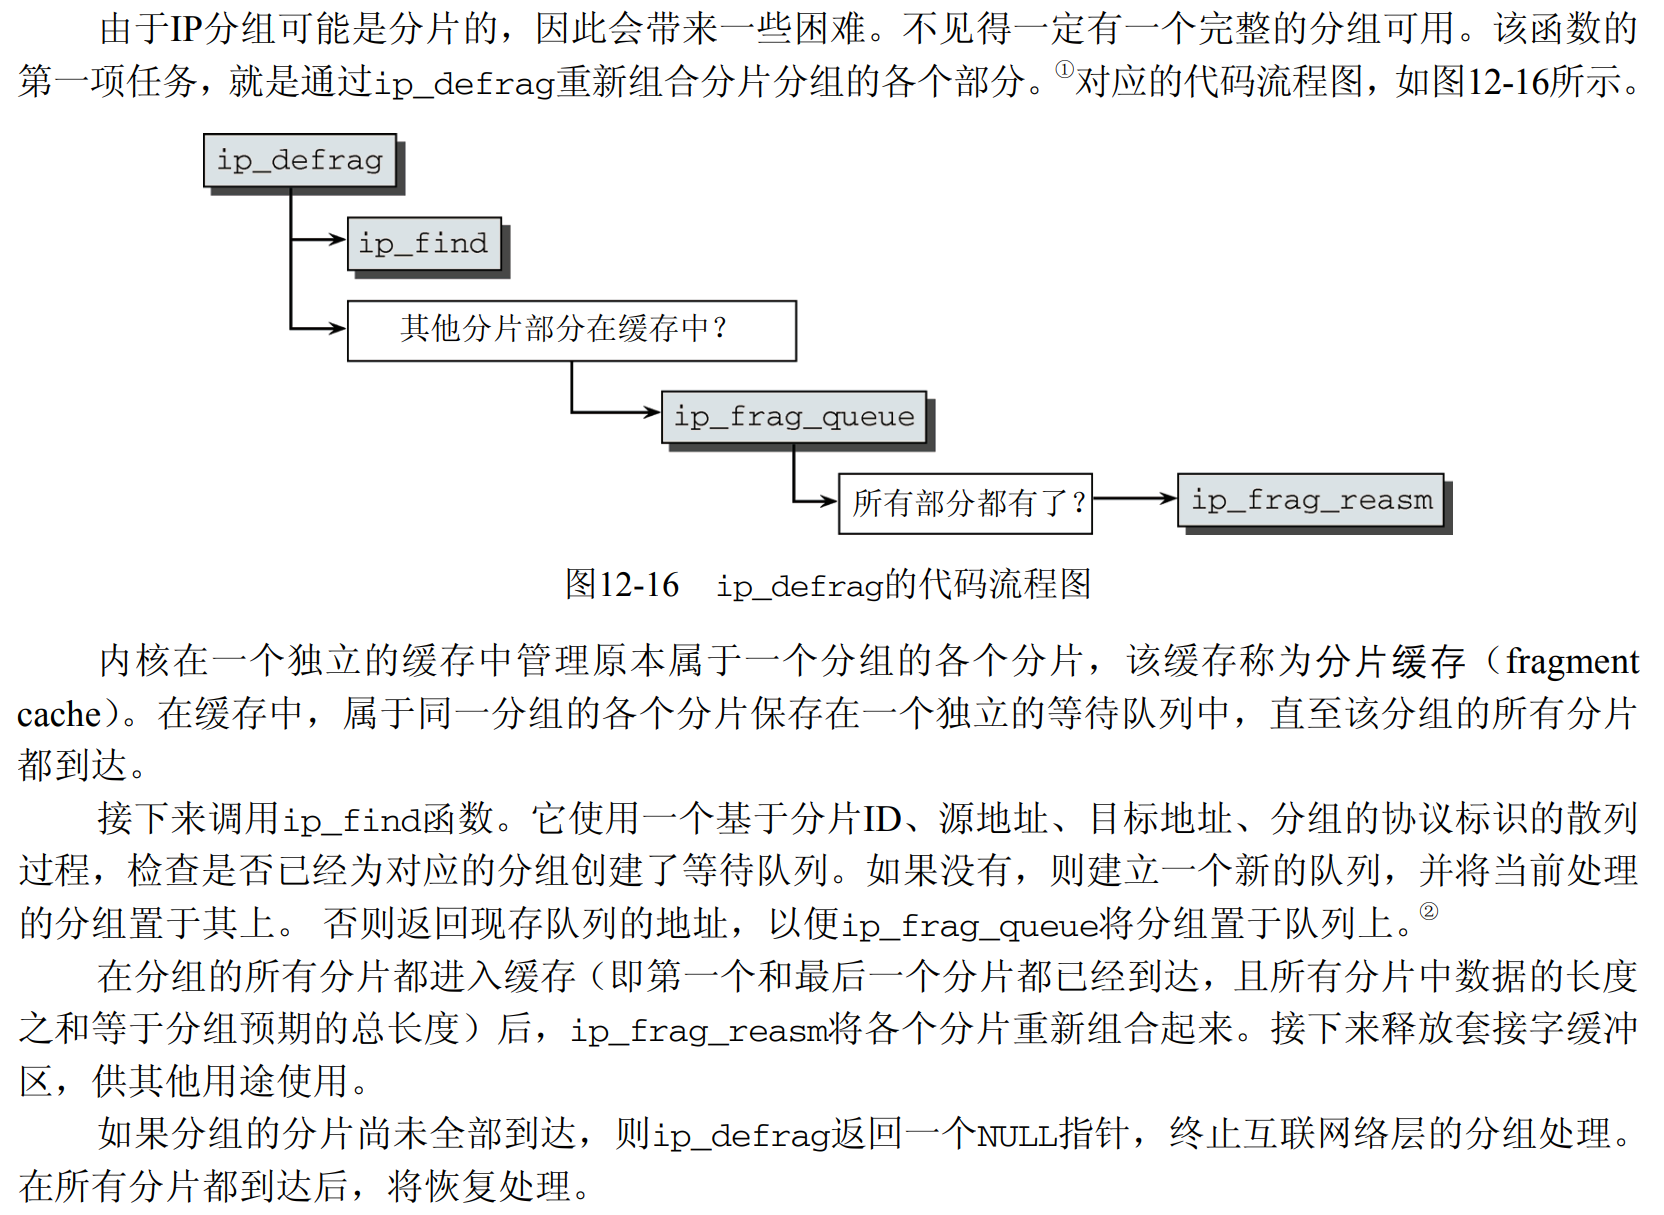 由于IP分组可能是分片的，因此会带来一些困难。不见得一定有一个完整的分组可用。该函数的
第一项任务，就是通过ip_defrag重新组合分片分组的各个部分。①对应的代码流程图，如图12-16所示。
ip_defrag
ip_find
其他分片部分在缓存中？
ip_frag_queue
所有部分都有了？
ip_frag_reasm
图12-16 ip_defrag的代码流程图
内核在一个独立的缓存中管理原本属于一个分组的各个分片，该缓存称为分片缓存（fragment
cache）。在缓存中，属于同一分组的各个分片保存在一个独立的等待队列中，直至该分组的所有分片
都到达。
接下来调用ip_find函数。它使用一个基于分片ID、源地址、目标地址、分组的协议标识的散列
过程，检查是否已经为对应的分组创建了等待队列。如果没有，则建立一个新的队列，并将当前处理
的分组置于其上。 否则返回现存队列的地址，以便ip_frag_queue将分组置于队列上。②
在分组的所有分片都进入缓存（即第一个和最后一个分片都已经到达，且所有分片中数据的长度
之和等于分组预期的总长度）后，ip_frag_reasm将各个分片重新组合起来。接下来释放套接字缓冲
区，供其他用途使用。
如果分组的分片尚未全部到达，则ip_defrag返回一个NULL指针，终止互联网络层的分组处理。
在所有分片都到达后，将恢复处理。